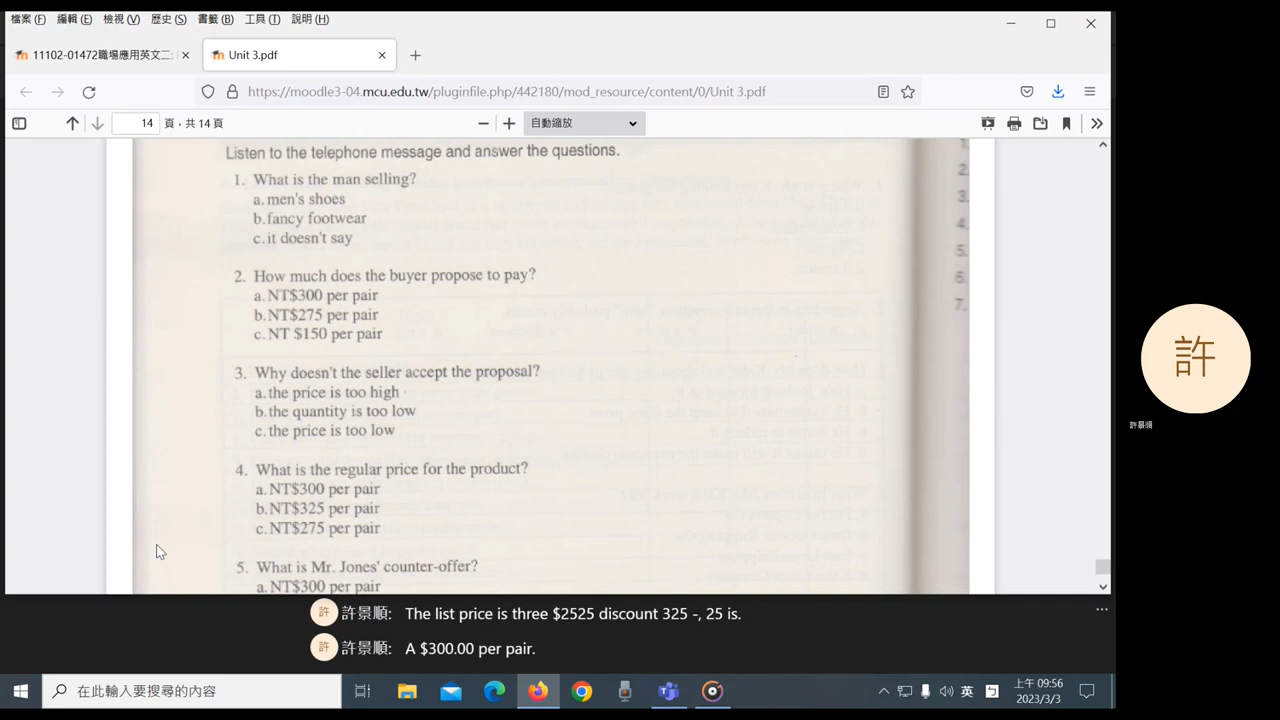 檔案 (F) 編輯 (E) 檢視 (V) 歷史 (S) 書籤 (B) 工具 (T) 說明 (H)
11102-01472職場應用英文二:
Unit 3.pdf
https://moodle3-04.mcu.edu.tw/pluginfile.php/442180/mod_resource/content/0/Unit 3.pdf
14 頁，共 14 頁
自動縮放
Listen to the telephone message and answer the questions.
1. What is the man selling?
a. men's shoes
b. fancy footwear
c. it doesn't say
2. How much does the buyer propose to pay?
a. NT$300 per pair
b. NT$275 per pair
c. NT $150 per pair
3. Why doesn't the seller accept the proposal?
a. the price is too high
b. the quantity is too low
c. the price is too low
4. What is the regular price for the product?
a. NT$300 per pair
b. NT$325 per pair
c. NT$275 per pair
5. What is Mr. Jones' counter-offer?
a. NT$300 per pair
1.
2.
3.
4.
5.
6.
7.
許
許景順
許 許景順: The list price is three $2525 discount 325 -, 25 is.
許 許景順: A $300.00 per pair.
在此輸入要搜尋的內容
英
上午 09:56
2023/3/3